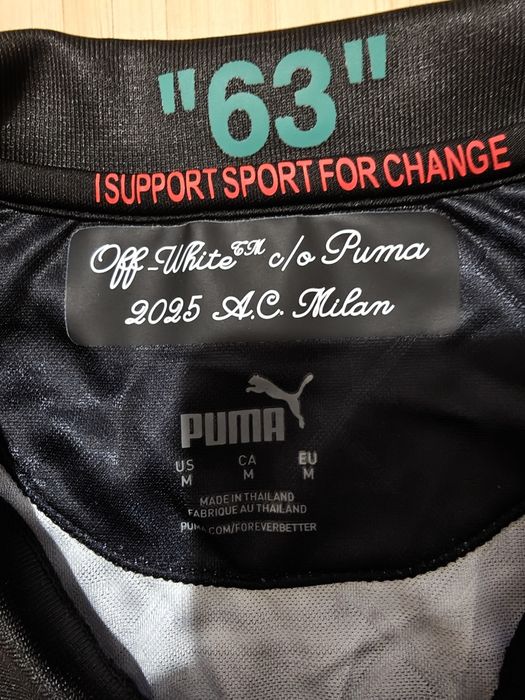 "63"
I SUPPORT SPORT FOR CHANGE
Off-White™ c/o Puma
2025 A.C. Milan
PUMA
US CA EU
M M M
MADE IN THAILAND
FABRIQUE AU THAILAND
PUMA.COM/FOREVERBETTER